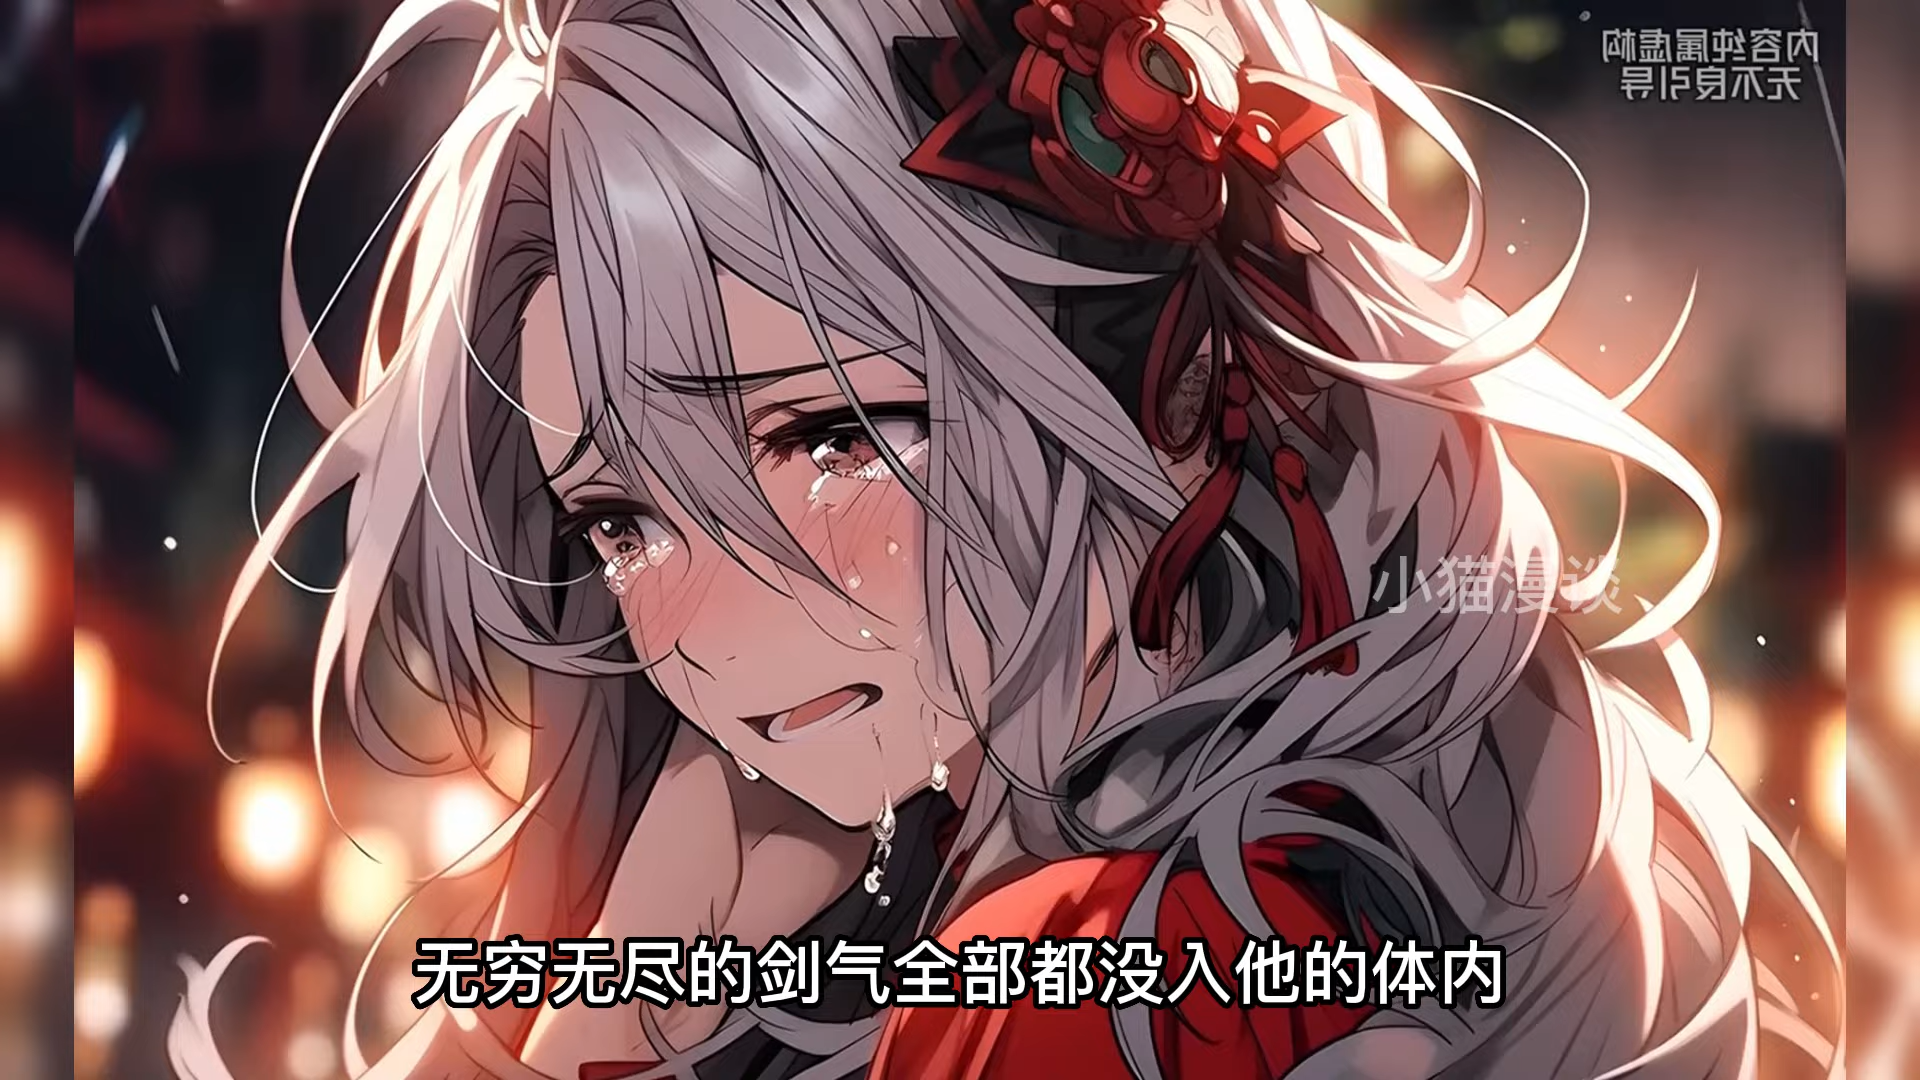 内容纯属虚构
无不良引导
小猫漫谈
无穷无尽的剑气全部都没入他的体内